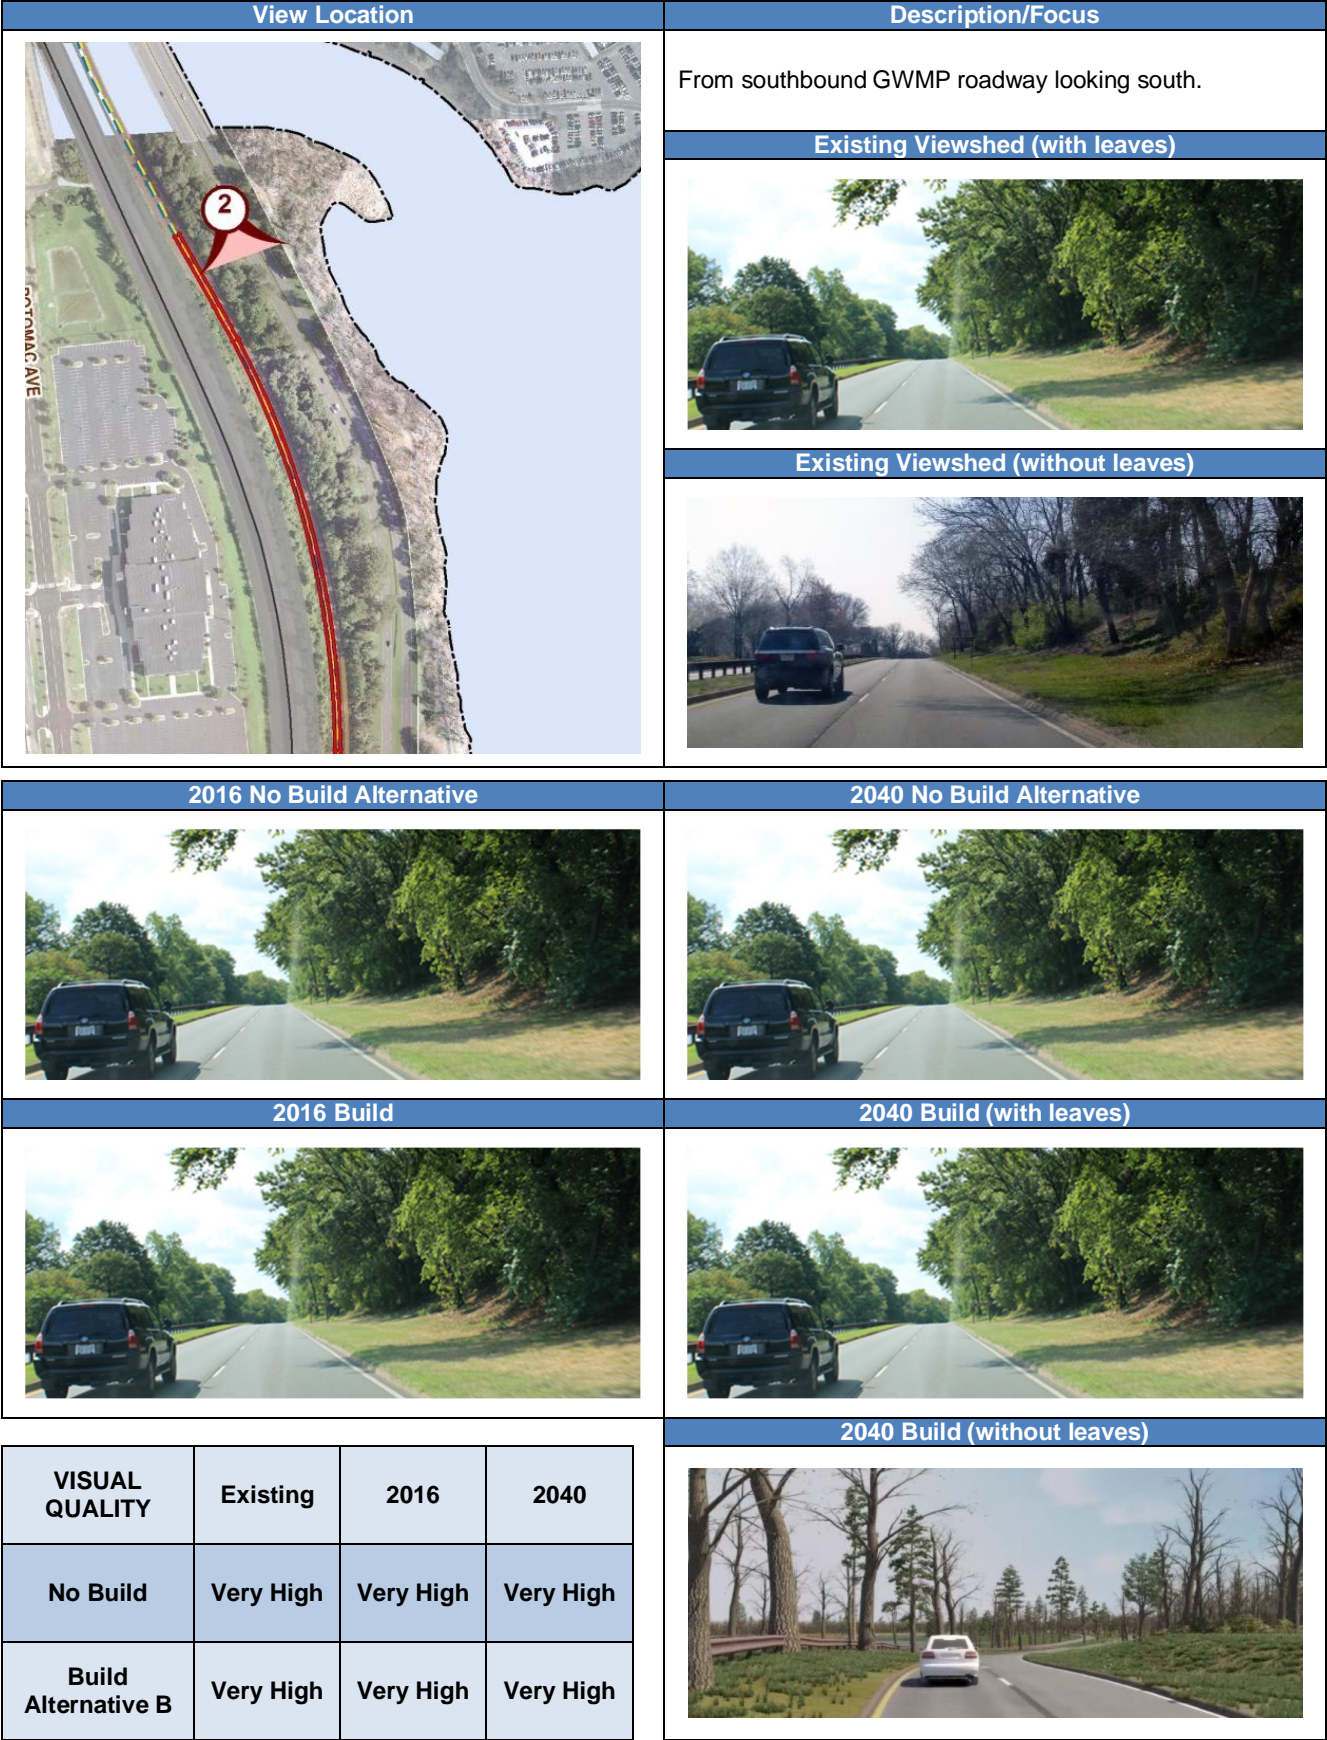 View Location
Description/Focus
2
POTOMAC AVE
From southbound GWMP roadway looking south.
Existing Viewshed (with leaves)
Existing Viewshed (without leaves)
2016 No Build Alternative
2040 No Build Alternative
2016 Build
2040 Build (with leaves)
2040 Build (without leaves)
VISUAL
QUALITY
Existing
2016
2040
No Build
Very High
Very High
Very High
Build
Alternative B
Very High
Very High
Very High